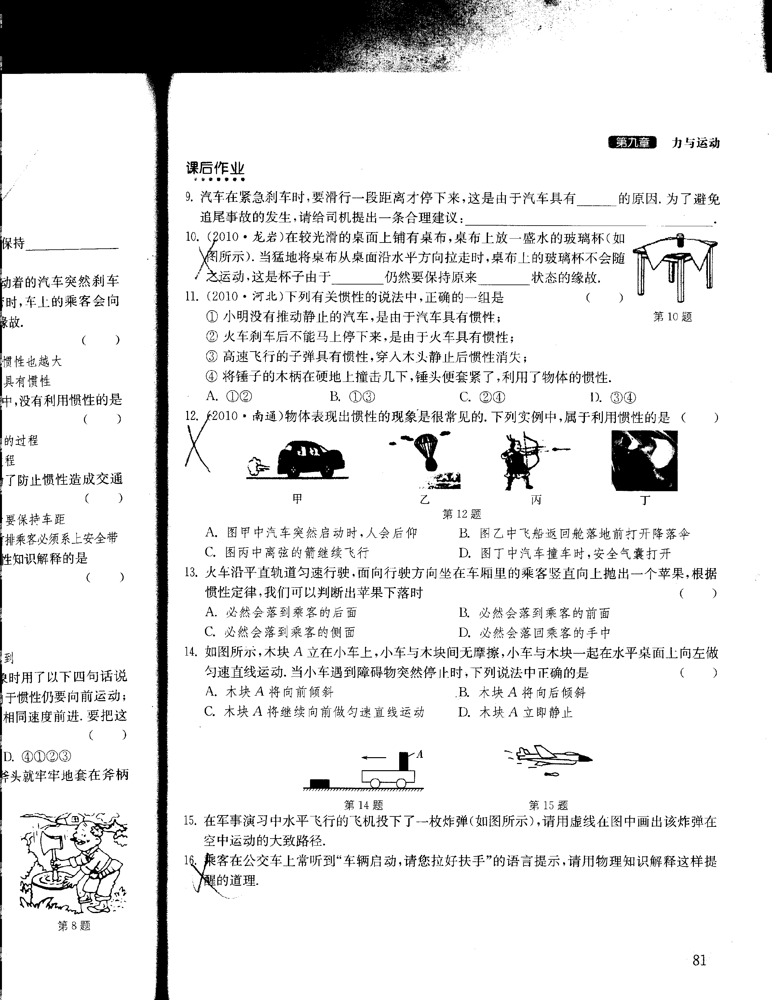 保持
动着的汽车突然刹车
时,车上的乘客会向
缘故.
(  )
惯性也越大
具有惯性
中,没有利用惯性的是
(  )
的过程
程
了防止惯性造成交通
(  )
要保持车距
排乘客必须系上安全带
性知识解释的是
(  )
到
象时用了以下四句话说
于惯性仍要向前运动;
相同速度前进. 要把这
(  )
D. ④①②③
斧头就牢牢地套在斧柄
第 8 题
第九章 力与运动
课后作业
9. 汽车在紧急刹车时,要滑行一段距离才停下来,这是由于汽车具有______的原因. 为了避免
追尾事故的发生,请给司机提出一条合理建议:______.
10. (2010·龙岩)在较光滑的桌面上铺有桌布,桌布上放一盛水的玻璃杯(如
图所示). 当猛地将桌布从桌面沿水平方向拉走时,桌布上的玻璃杯不会随
之运动,这是杯子由于______仍然要保持原来______状态的缘故.
11. (2010·河北)下列有关惯性的说法中,正确的一组是 (  )
① 小明没有推动静止的汽车,是由于汽车具有惯性;
第 10 题
② 火车刹车后不能马上停下来,是由于火车具有惯性;
③ 高速飞行的子弹具有惯性,穿入木头静止后惯性消失;
④ 将锤子的木柄在硬地上撞击几下,锤头便套紧了,利用了物体的惯性.
A. ①② B. ①③ C. ②④ D. ③④
12. (2010·南通)物体表现出惯性的现象是很常见的. 下列实例中,属于利用惯性的是 (  )
甲 乙 丙 丁
第 12 题
A. 图甲中汽车突然启动时,人会后仰 B. 图乙中飞船返回舱落地前打开降落伞
C. 图丙中离弦的箭继续飞行 D. 图丁中汽车撞车时,安全气囊打开
13. 火车沿平直轨道匀速行驶,面向行驶方向坐在车厢里的乘客竖直向上抛出一个苹果,根据
惯性定律,我们可以判断出苹果下落时 (  )
A. 必然会落到乘客的后面 B. 必然会落到乘客的前面
C. 必然会落到乘客的侧面 D. 必然会落回乘客的手中
14. 如图所示,木块 A 立在小车上,小车与木块间无摩擦,小车与木块一起在水平桌面上向左做
匀速直线运动. 当小车遇到障碍物突然停止时,下列说法中正确的是 (  )
A. 木块 A 将向前倾斜 B. 木块 A 将向后倾斜
C. 木块 A 将继续向前做匀速直线运动 D. 木块 A 立即静止
A
第 14 题 第 15 题
15. 在军事演习中水平飞行的飞机投下了一枚炸弹(如图所示),请用虚线在图中画出该炸弹在
空中运动的大致路径.
16. 乘客在公交车上常听到“车辆启动,请您拉好扶手”的语言提示,请用物理知识解释这样提
醒的道理.
81